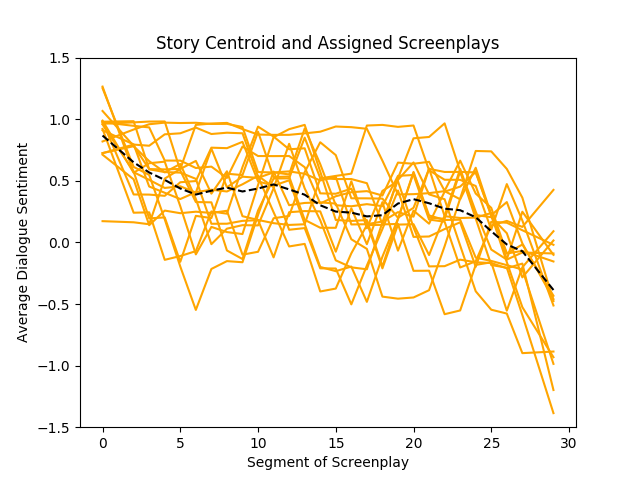 Story Centroid and Assigned Screenplays
1.5
1.0
0.5
0.0
−0.5
−1.0
−1.5
Average Dialogue Sentiment
0 5 10 15 20 25 30
Segment of Screenplay